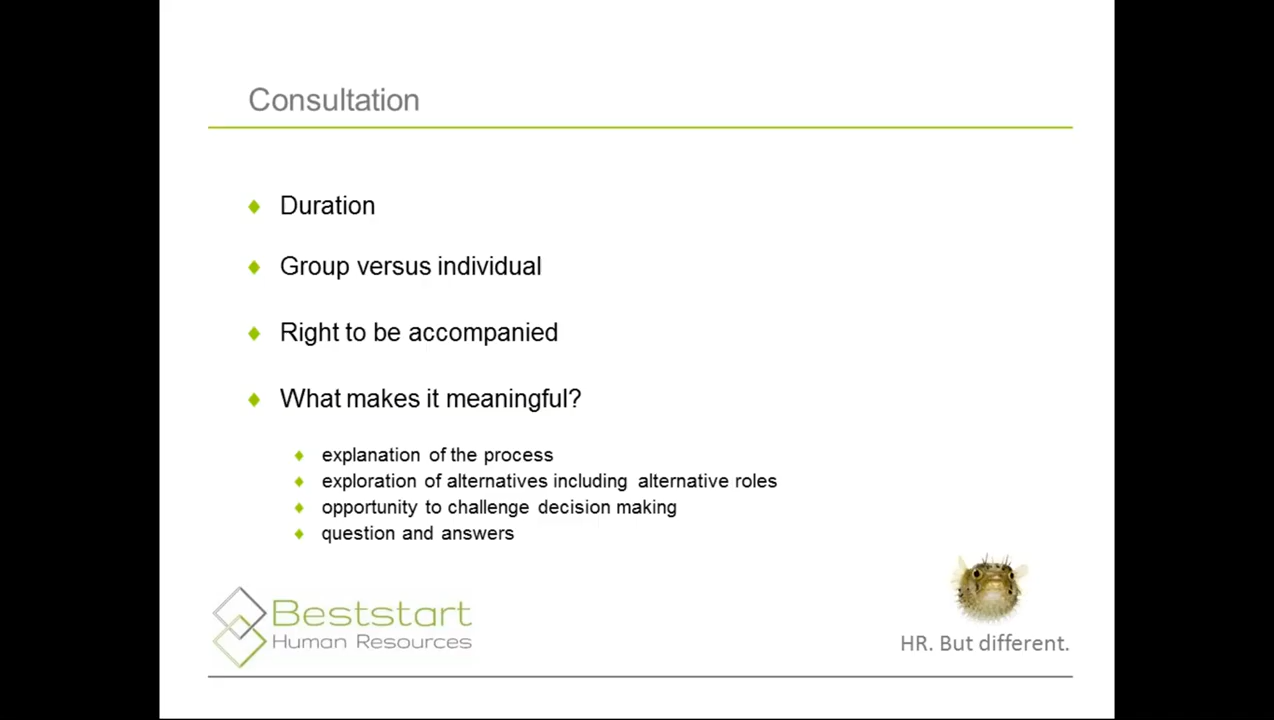 Consultation
Duration
Group versus individual
Right to be accompanied
What makes it meaningful?
explanation of the process
exploration of alternatives including alternative roles
opportunity to challenge decision making
question and answers
Beststart
Human Resources
HR. But different.